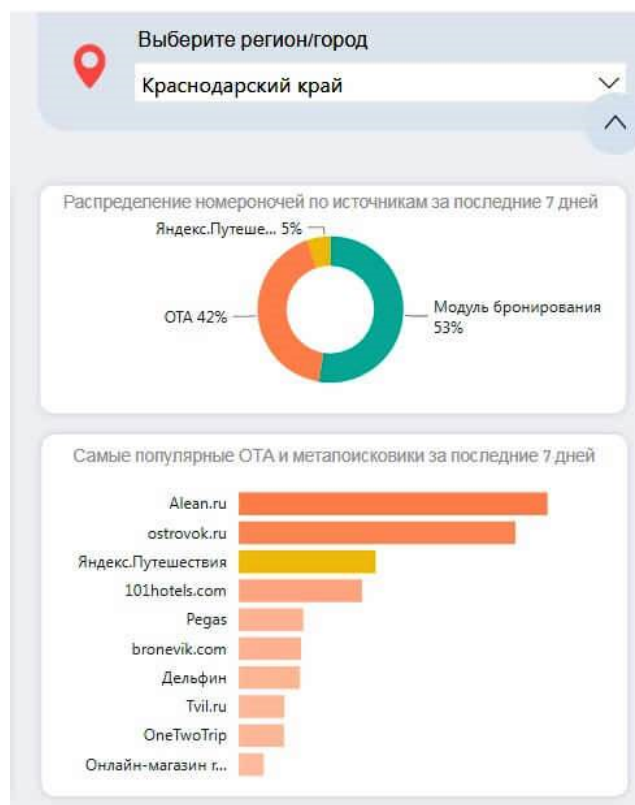 Выберите регион/город
Краснодарский край
Распределение номероночей по источникам за последние 7 дней
Яндекс.Путеше... 5%
ОТА 42%
Модуль бронирования
53%
Самые популярные ОТА и метапоисковики за последние 7 дней
Alean.ru
ostrovok.ru
Яндекс.Путешествия
101hotels.com
Pegas
bronevik.com
Дельфин
Tvil.ru
OneTwoTrip
Онлайн-магазин г...